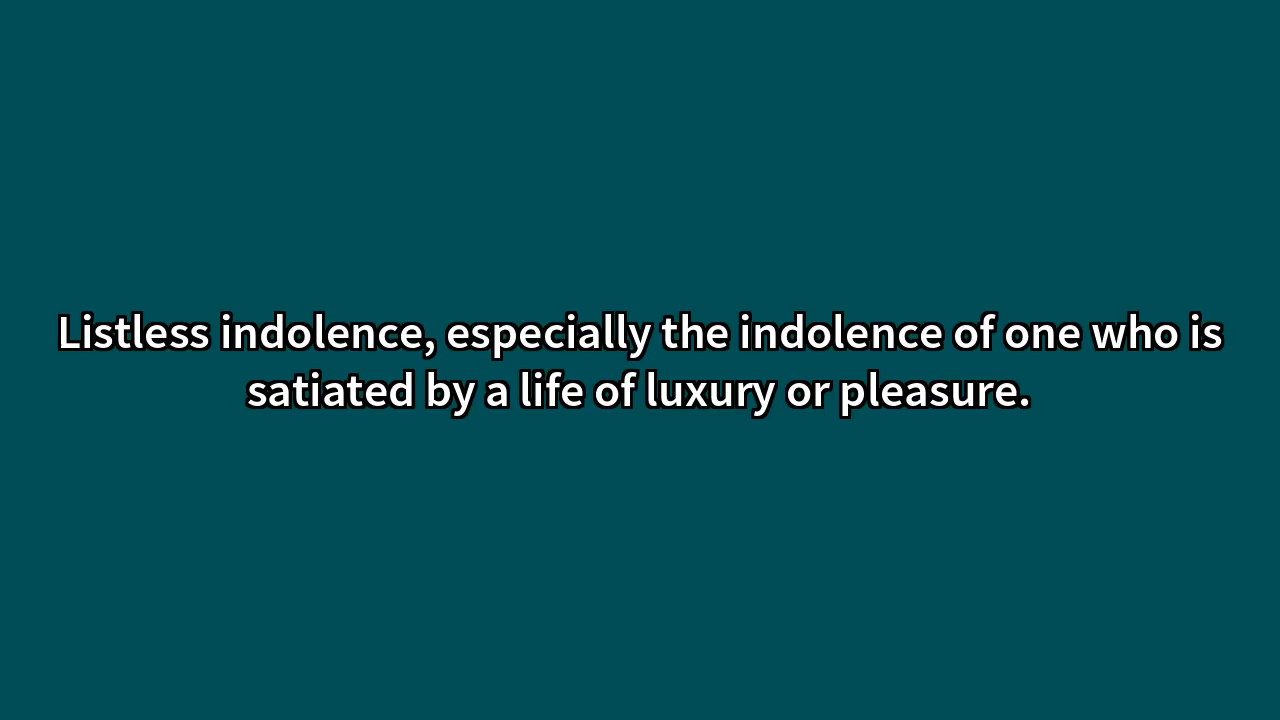 Listless indolence, especially the indolence of one who is
satiated by a life of luxury or pleasure.